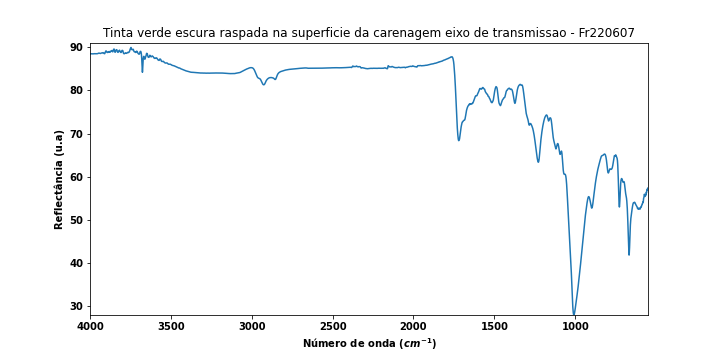 Tinta verde escura raspada na superficie da carenagem eixo de transmissao - Fr220607
90
80
70
60
50
40
30
Reflectância (u.a)
4000 3500 3000 2500 2000 1500 1000
Número de onda (cm⁻¹)